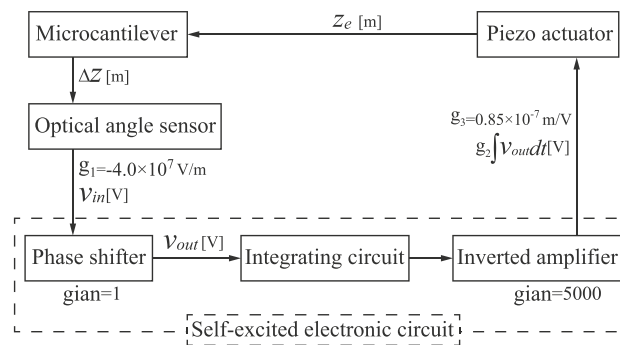 Microcantilever
z_e [m]
Piezo actuator
ΔZ [m]
Optical angle sensor
g₁=-4.0×10⁷ V/m
v_in[V]
g₃=0.85×10⁻⁷ m/V
g₂∫v_out dt[V]
Phase shifter
v_out [V]
Integrating circuit
Inverted amplifier
gian=1
gian=5000
Self-excited electronic circuit